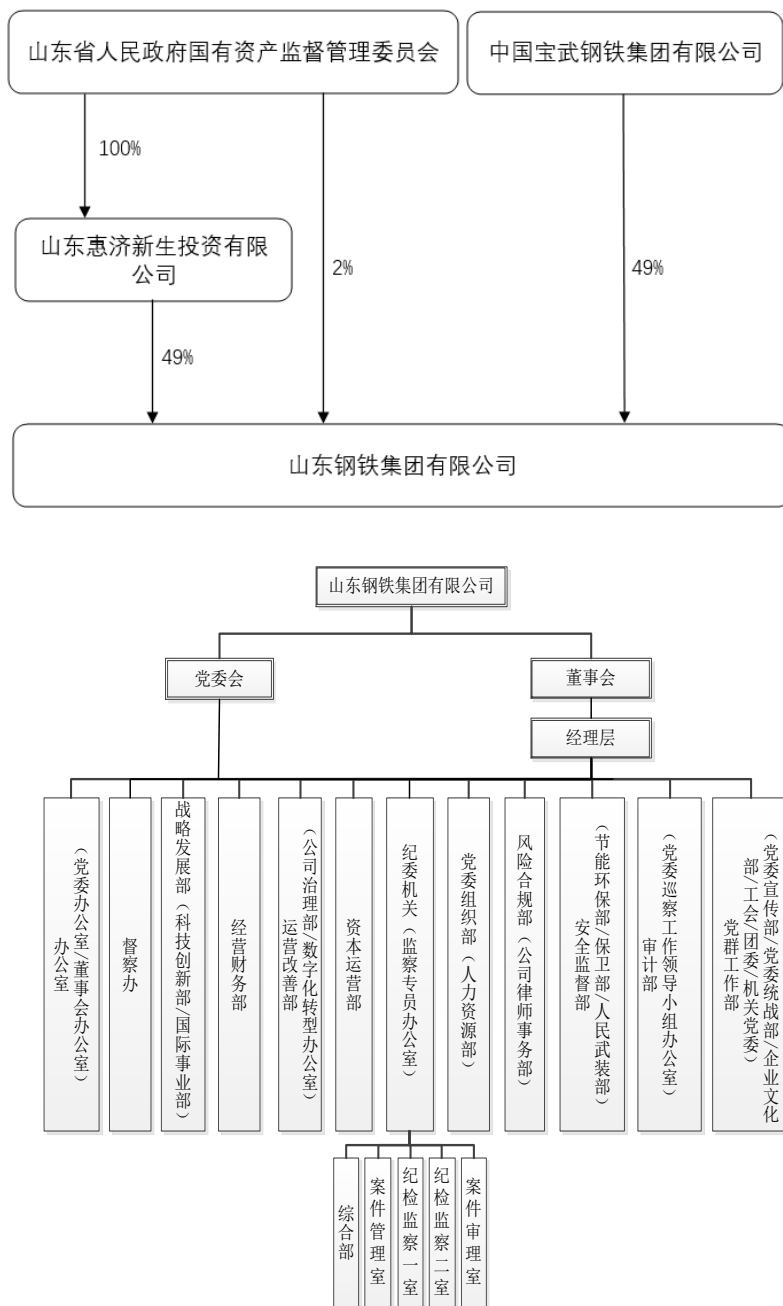 山东省人民政府国有资产监督管理委员会
中国宝武钢铁集团有限公司
100%
山东惠济新生投资有限
公司
2%
49%
49%
山东钢铁集团有限公司
山东钢铁集团有限公司
党委会
董事会
经理层
办公室
（党委办公室/董事会办公室）
督察办
战略发展部（科技创新部/国际事业部）
经营财务部
运营改善部
（公司治理部/数字化转型办公室）
资本运营部
纪委机关（监察专员办公室）
党委组织部（人力资源部）
风险合规部（公司律师事务部）
安全监督部
（节能环保部/保卫部/人民武装部）
审计部
（党委巡察工作领导小组办公室）
党群工作部
（党委宣传部/党委统战部/企业文化
部/工会/团委/机关党委）
综合部
案件管理室
纪检监察一室
纪检监察二室
案件审理室